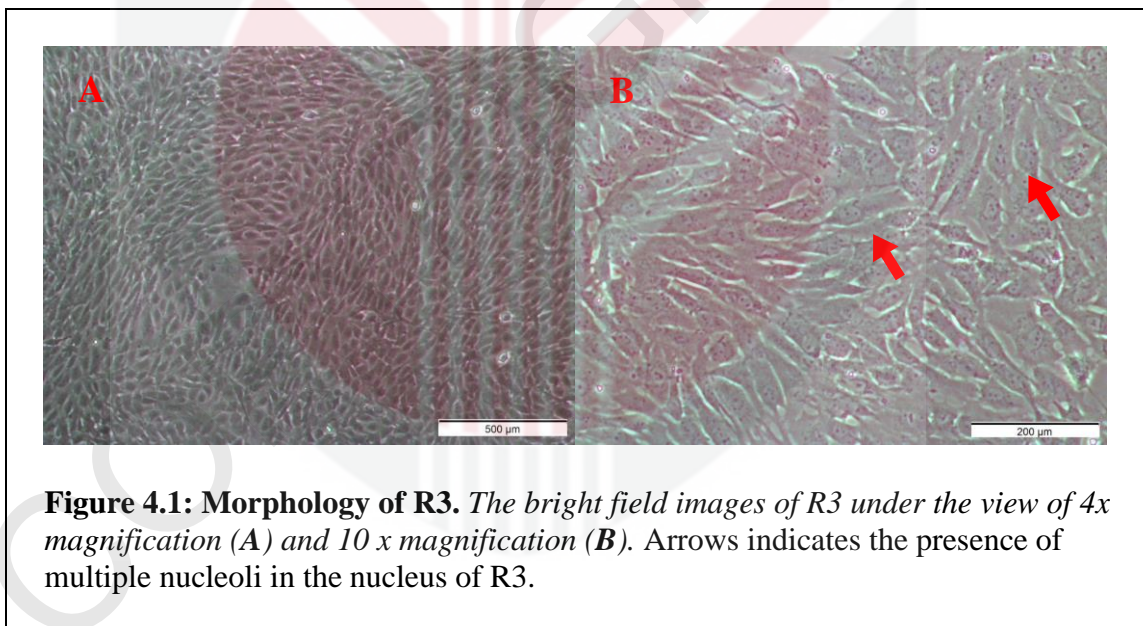 A
B
500 µm
200 µm
Figure 4.1: Morphology of R3. The bright field images of R3 under the view of 4x
magnification (A) and 10 x magnification (B). Arrows indicates the presence of
multiple nucleoli in the nucleus of R3.